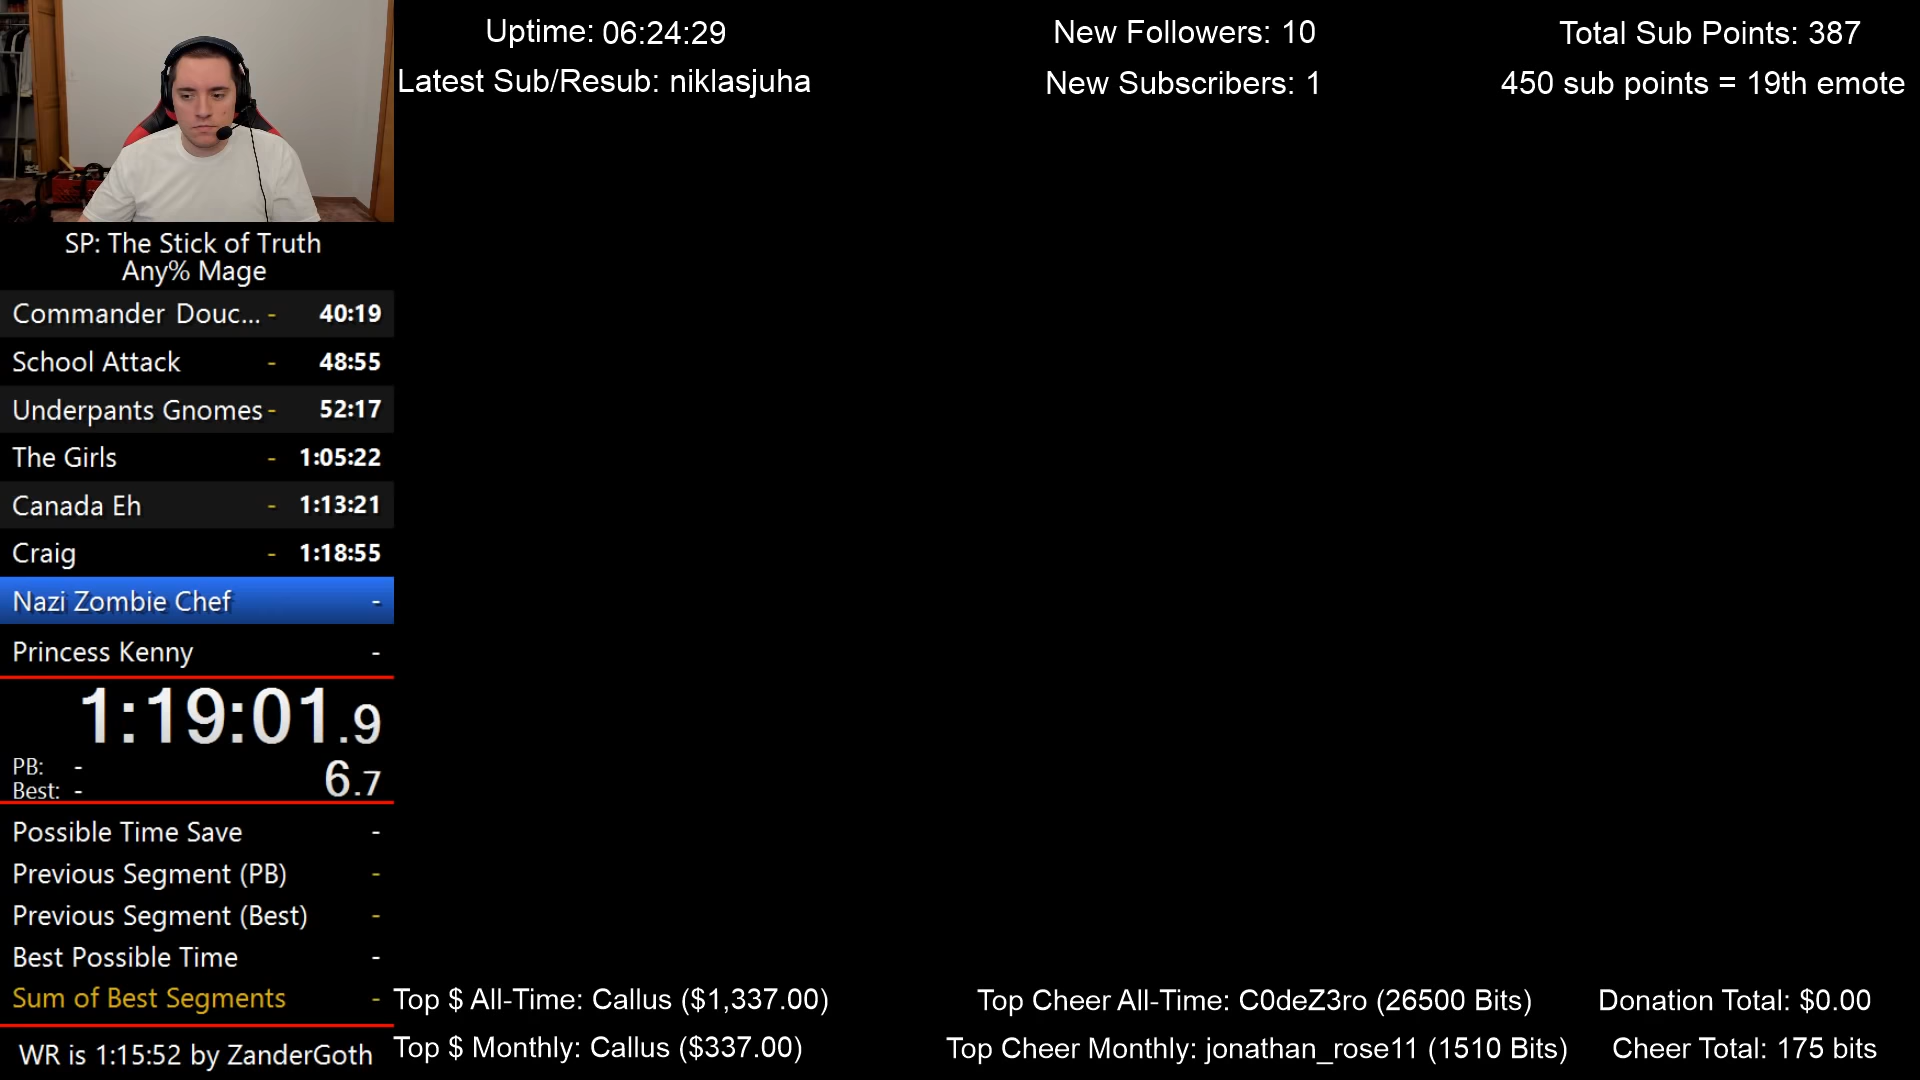 Uptime: 06:24:29
Latest Sub/Resub: niklasjuha
New Followers: 10
New Subscribers: 1
Total Sub Points: 387
450 sub points = 19th emote
SP: The Stick of Truth
Any% Mage
Commander Douc... - 40:19
School Attack - 48:55
Underpants Gnomes - 52:17
The Girls - 1:05:22
Canada Eh - 1:13:21
Craig - 1:18:55
Nazi Zombie Chef -
Princess Kenny -
1:19:01.9
PB: -
Best: -
6.7
Possible Time Save -
Previous Segment (PB) -
Previous Segment (Best) -
Best Possible Time -
Sum of Best Segments -
WR is 1:15:52 by ZanderGoth
Top $ All-Time: Callus ($1,337.00)
Top $ Monthly: Callus ($337.00)
Top Cheer All-Time: C0deZ3ro (26500 Bits)
Top Cheer Monthly: jonathan_rose11 (1510 Bits)
Donation Total: $0.00
Cheer Total: 175 bits